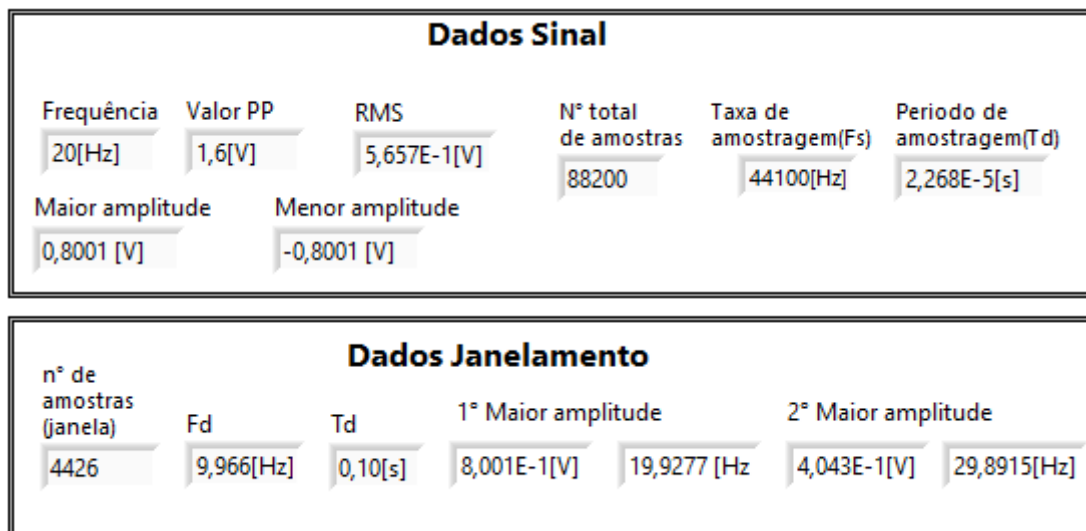 Dados Sinal
Frequência
20[Hz]
Valor PP
1,6[V]
RMS
5,657E-1[V]
N° total
de amostras
88200
Taxa de
amostragem(Fs)
44100[Hz]
Periodo de
amostragem(Td)
2,268E-5[s]
Maior amplitude
0,8001 [V]
Menor amplitude
-0,8001 [V]
Dados Janelamento
n° de
amostras
(janela)
4426
Fd
9,966[Hz]
Td
0,10[s]
1° Maior amplitude
8,001E-1[V]
19,9277 [Hz
2° Maior amplitude
4,043E-1[V]
29,8915[Hz]